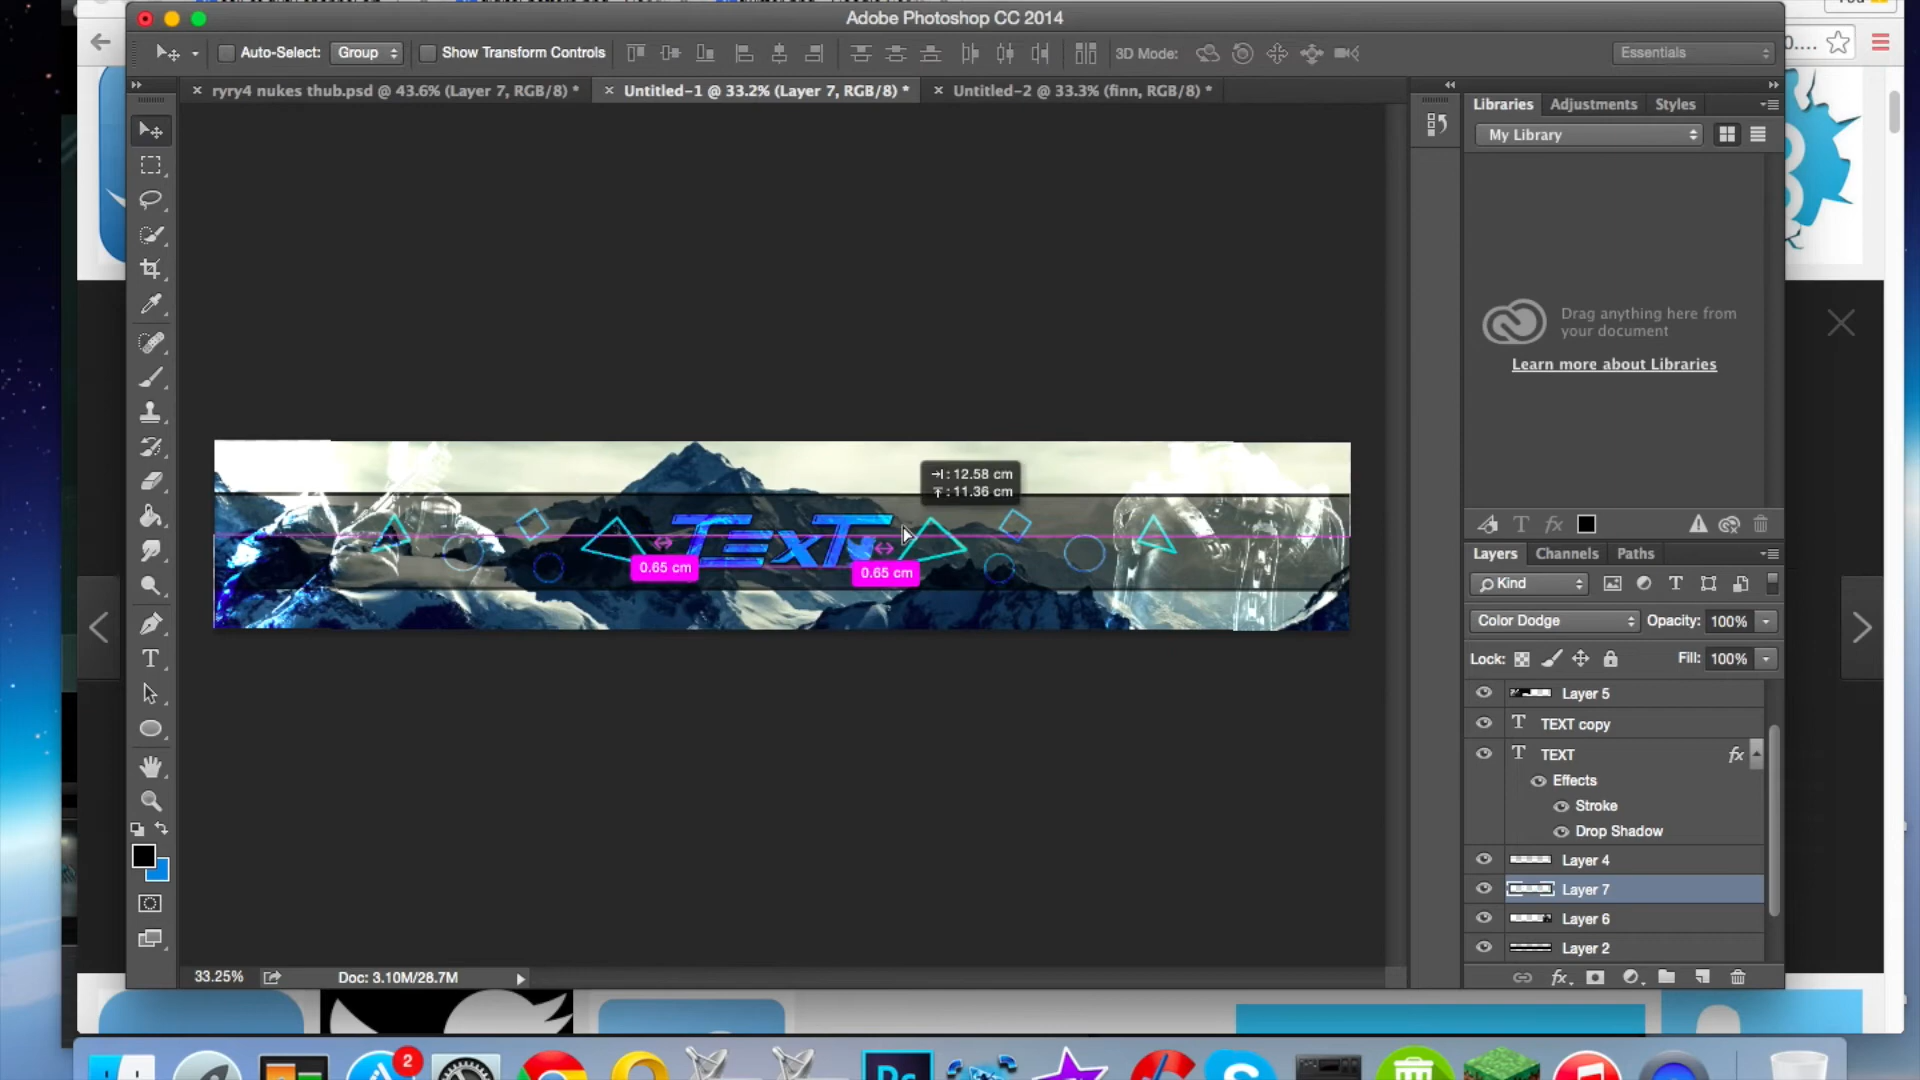 Adobe Photoshop CC 2014
Auto-Select: Group Show Transform Controls 3D Mode: Essentials
ryry4 nukes thub.psd @ 43.6% (Layer 7, RGB/8) * Untitled-1 @ 33.2% (Layer 7, RGB/8) * Untitled-2 @ 33.3% (finn, RGB/8) *
Libraries Adjustments Styles
My Library
Drag anything here from
your document
Learn more about Libraries
: 12.58 cm
: 11.36 cm
TExT
0.65 cm 0.65 cm
Layers Channels Paths
Kind
Color Dodge Opacity: 100%
Lock: Fill: 100%
Layer 5
TEXT copy
TEXT fx
Effects
Stroke
Drop Shadow
Layer 4
Layer 7
Layer 6
Layer 2
33.25% Doc: 3.10M/28.7M
fx
2